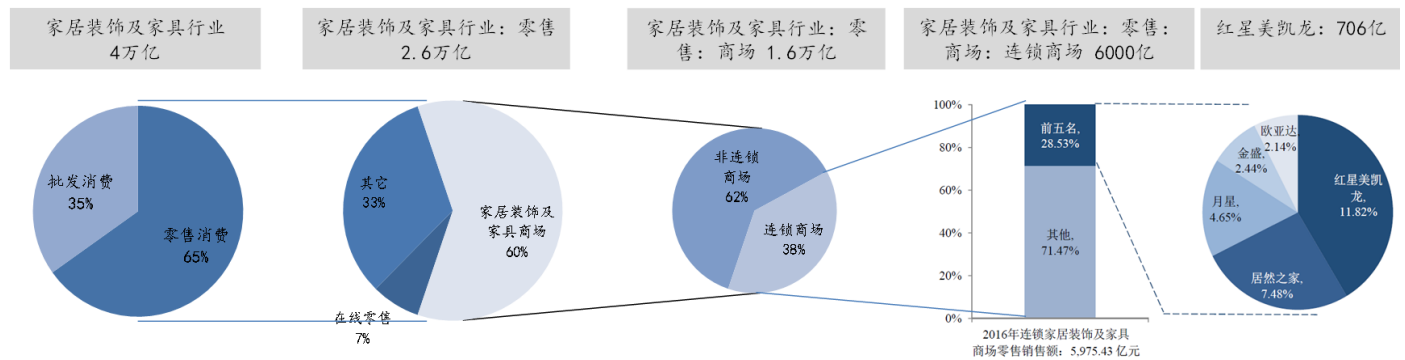 家居装饰及家具行业
4万亿
家居装饰及家具行业：零售
2.6万亿
家居装饰及家具行业：零
售：商场 1.6万亿
家居装饰及家具行业：零售：
商场：连锁商场 6000亿
红星美凯龙：706亿
批发消费
35%
零售消费
65%
其它
33%
家居装饰及
家具商场
60%
在线零售
7%
非连锁
商场
62%
连锁商场
38%
100%
80%
60%
40%
20%
0%
前五名,
28.53%
其他,
71.47%
2016年连锁家居装饰及家具
商场零售销售额：5,975.43 亿元
欧亚达,
2.14%
金盛,
2.44%
月星,
4.65%
居然之家,
7.48%
红星美凯
龙,
11.82%